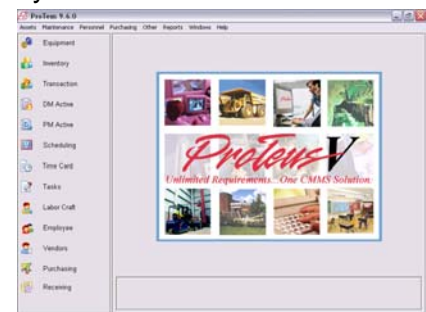 ProTeus 9.6.0
Assets Maintenance Personnel Purchasing Other Reports Windows Help
Equipment
Inventory
Transaction
DM Active
PM Active
Scheduling
Time Card
Tasks
Labor Craft
Employee
Vendors
Purchasing
Receiving
Proteus V
Unlimited Requirements... One CMMS Solution